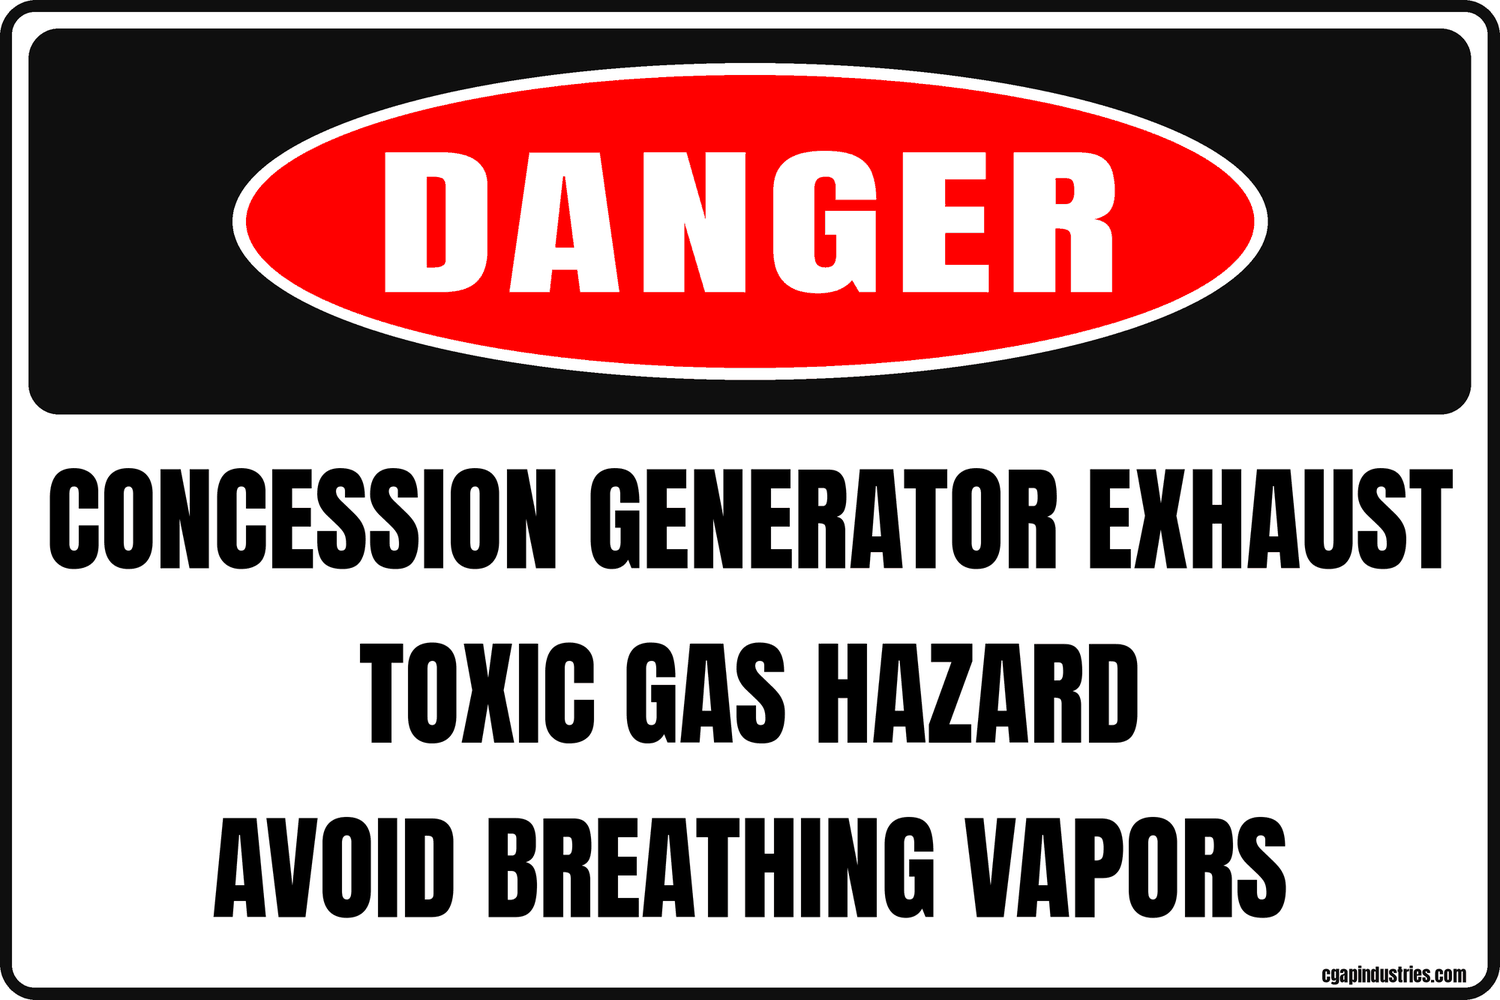 DANGER
CONCESSION GENERATOR EXHAUST
TOXIC GAS HAZARD
AVOID BREATHING VAPORS
cgapindustries.com